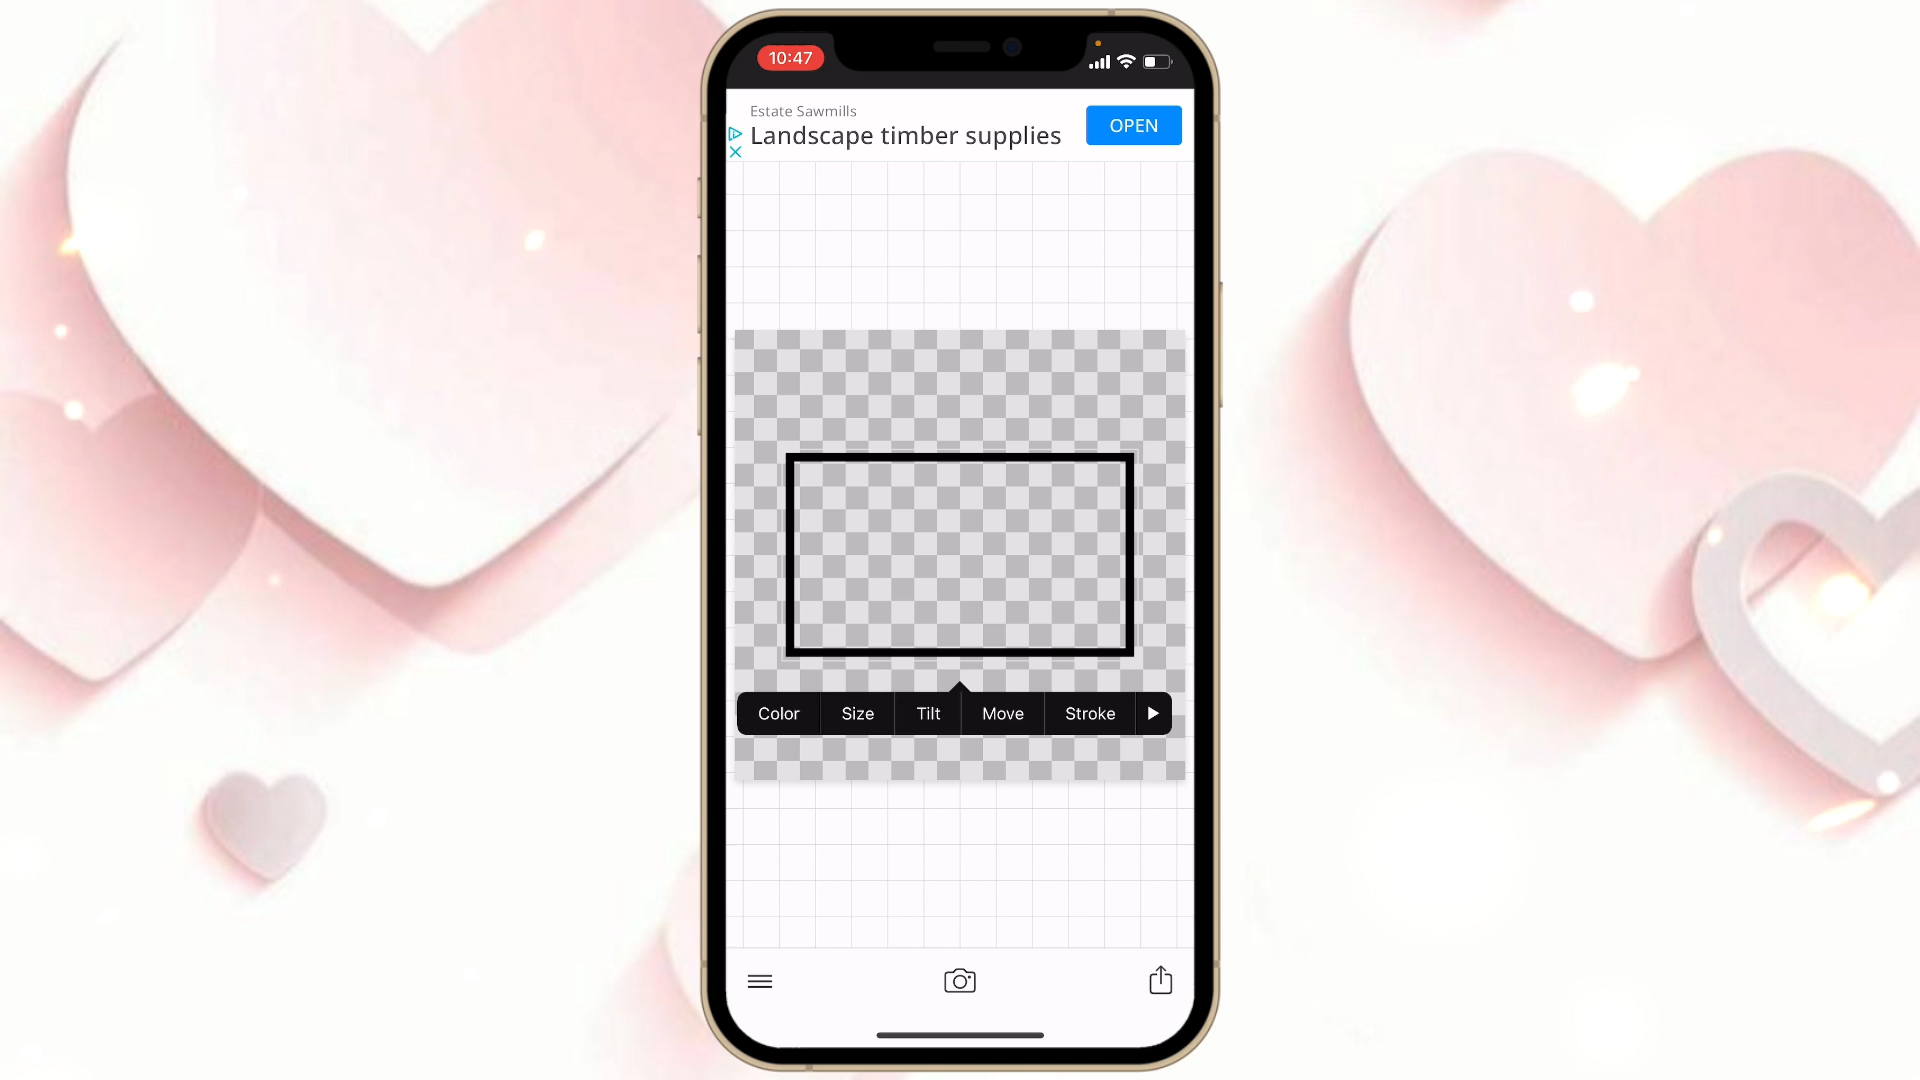 10:47
Estate Sawmills
Landscape timber supplies
OPEN
Color Size Tilt Move Stroke